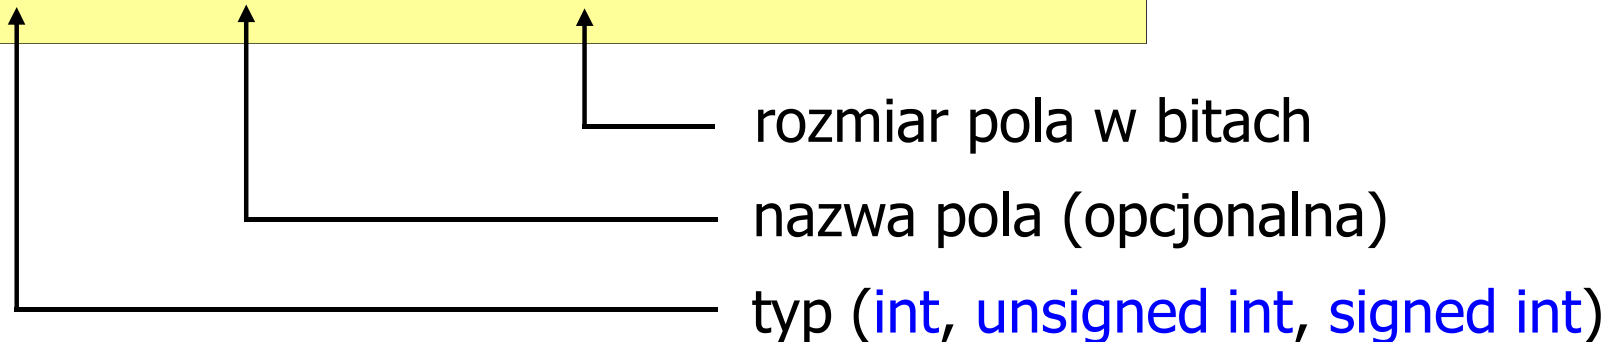 rozmiar pola w bitach
nazwa pola (opcjonalna)
typ (int, unsigned int, signed int)